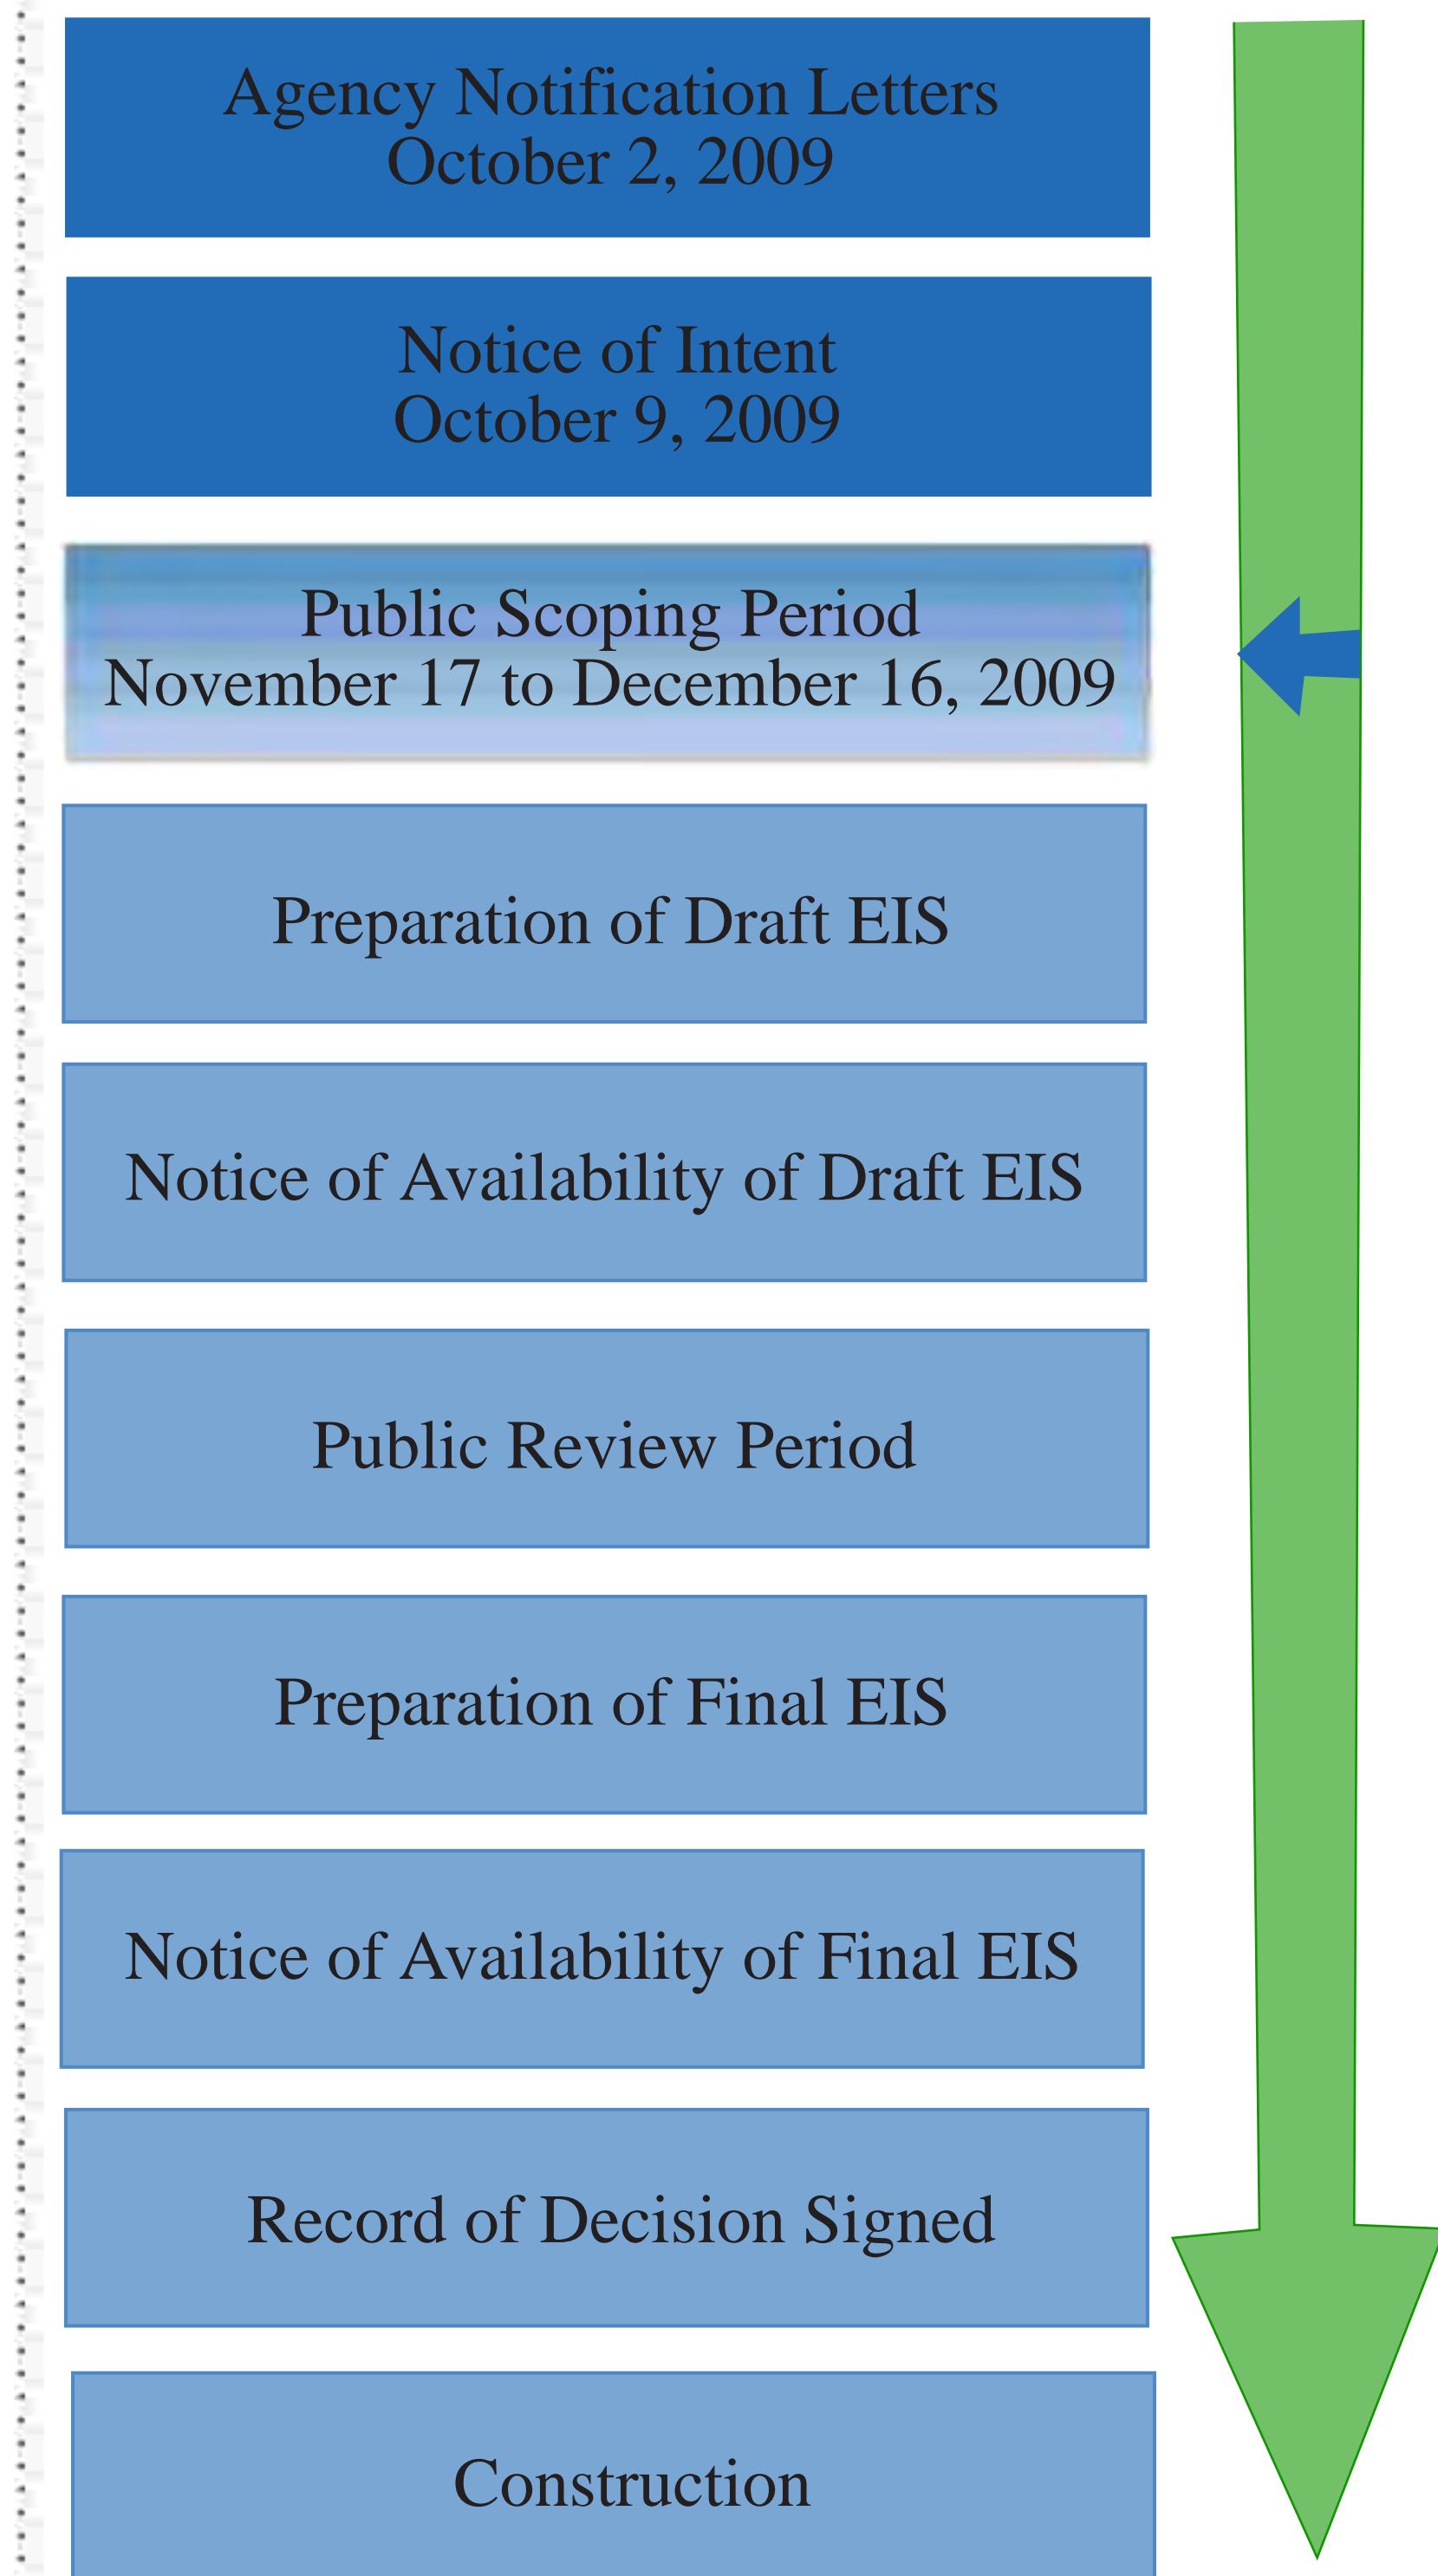 Agency Notification Letters
October 2, 2009
Notice of Intent
October 9, 2009
Public Scoping Period
November 17 to December 16, 2009
Preparation of Draft EIS
Notice of Availability of Draft EIS
Public Review Period
Preparation of Final EIS
Notice of Availability of Final EIS
Record of Decision Signed
Construction